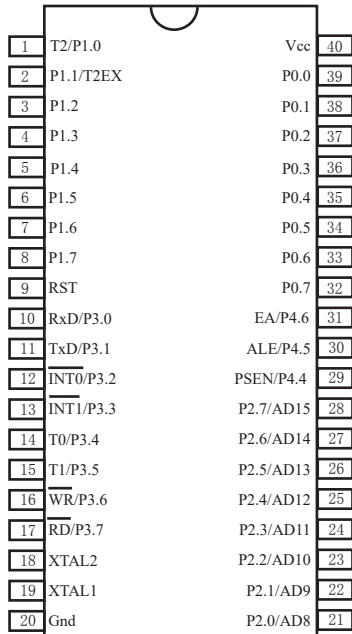 1 T2/P1.0 Vcc 40
2 P1.1/T2EX P0.0 39
3 P1.2 P0.1 38
4 P1.3 P0.2 37
5 P1.4 P0.3 36
6 P1.5 P0.4 35
7 P1.6 P0.5 34
8 P1.7 P0.6 33
9 RST P0.7 32
10 RxD/P3.0 EA/P4.6 31
11 TxD/P3.1 ALE/P4.5 30
12 INT0/P3.2 PSEN/P4.4 29
13 INT1/P3.3 P2.7/AD15 28
14 T0/P3.4 P2.6/AD14 27
15 T1/P3.5 P2.5/AD13 26
16 WR/P3.6 P2.4/AD12 25
17 RD/P3.7 P2.3/AD11 24
18 XTAL2 P2.2/AD10 23
19 XTAL1 P2.1/AD9 22
20 Gnd P2.0/AD8 21